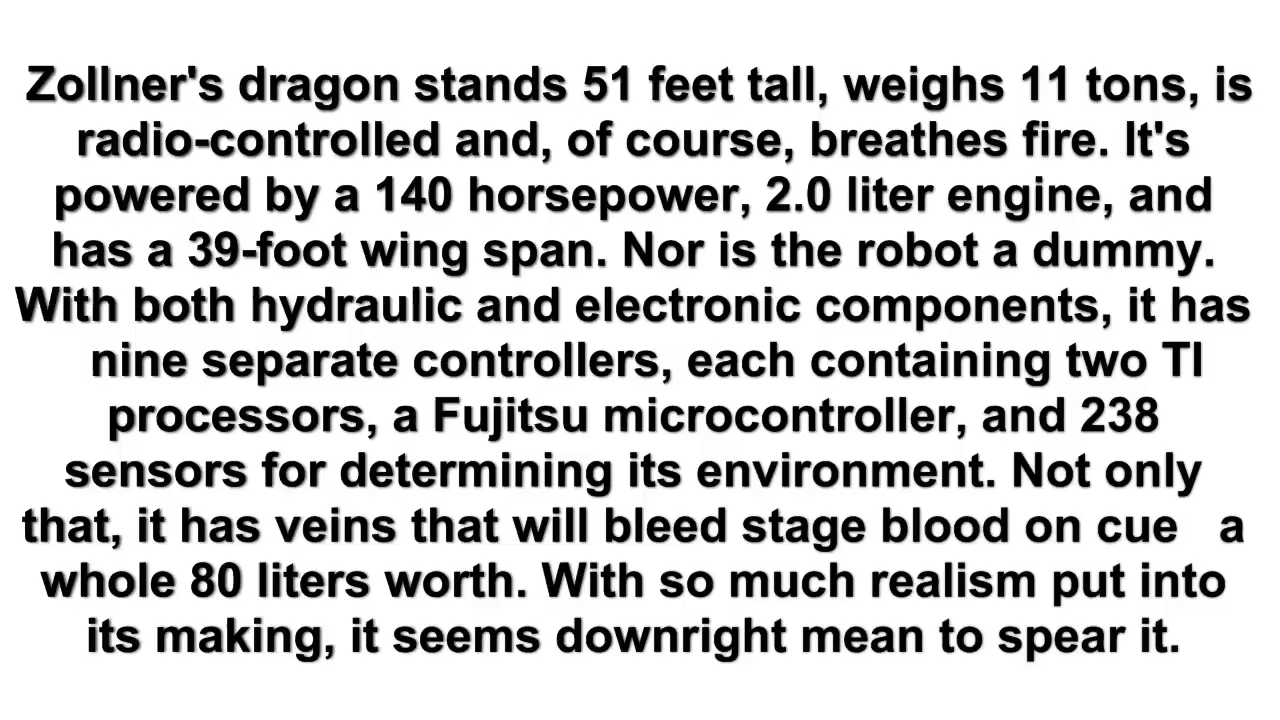 Zollner's dragon stands 51 feet tall, weighs 11 tons, is
radio-controlled and, of course, breathes fire. It's
powered by a 140 horsepower, 2.0 liter engine, and
has a 39-foot wing span. Nor is the robot a dummy.
With both hydraulic and electronic components, it has
nine separate controllers, each containing two TI
processors, a Fujitsu microcontroller, and 238
sensors for determining its environment. Not only
that, it has veins that will bleed stage blood on cue   a
whole 80 liters worth. With so much realism put into
its making, it seems downright mean to spear it.